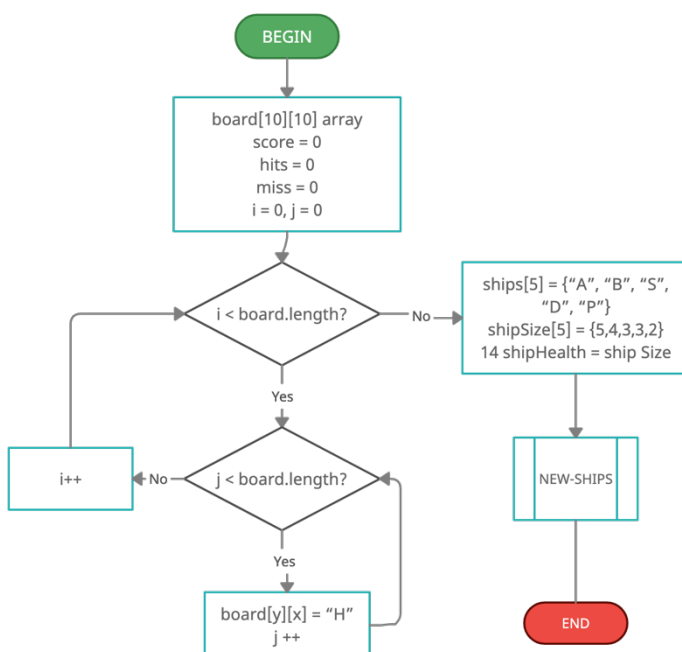 BEGIN
board[10][10] array
score = 0
hits = 0
miss = 0
i = 0, j = 0
i < board.length?
No
ships[5] = {“A”, “B”, “S”,
“D”, “P”}
shipSize[5] = {5,4,3,3,2}
14 shipHealth = ship Size
Yes
j < board.length?
No
i++
NEW-SHIPS
Yes
board[y][x] = “H”
j ++
END